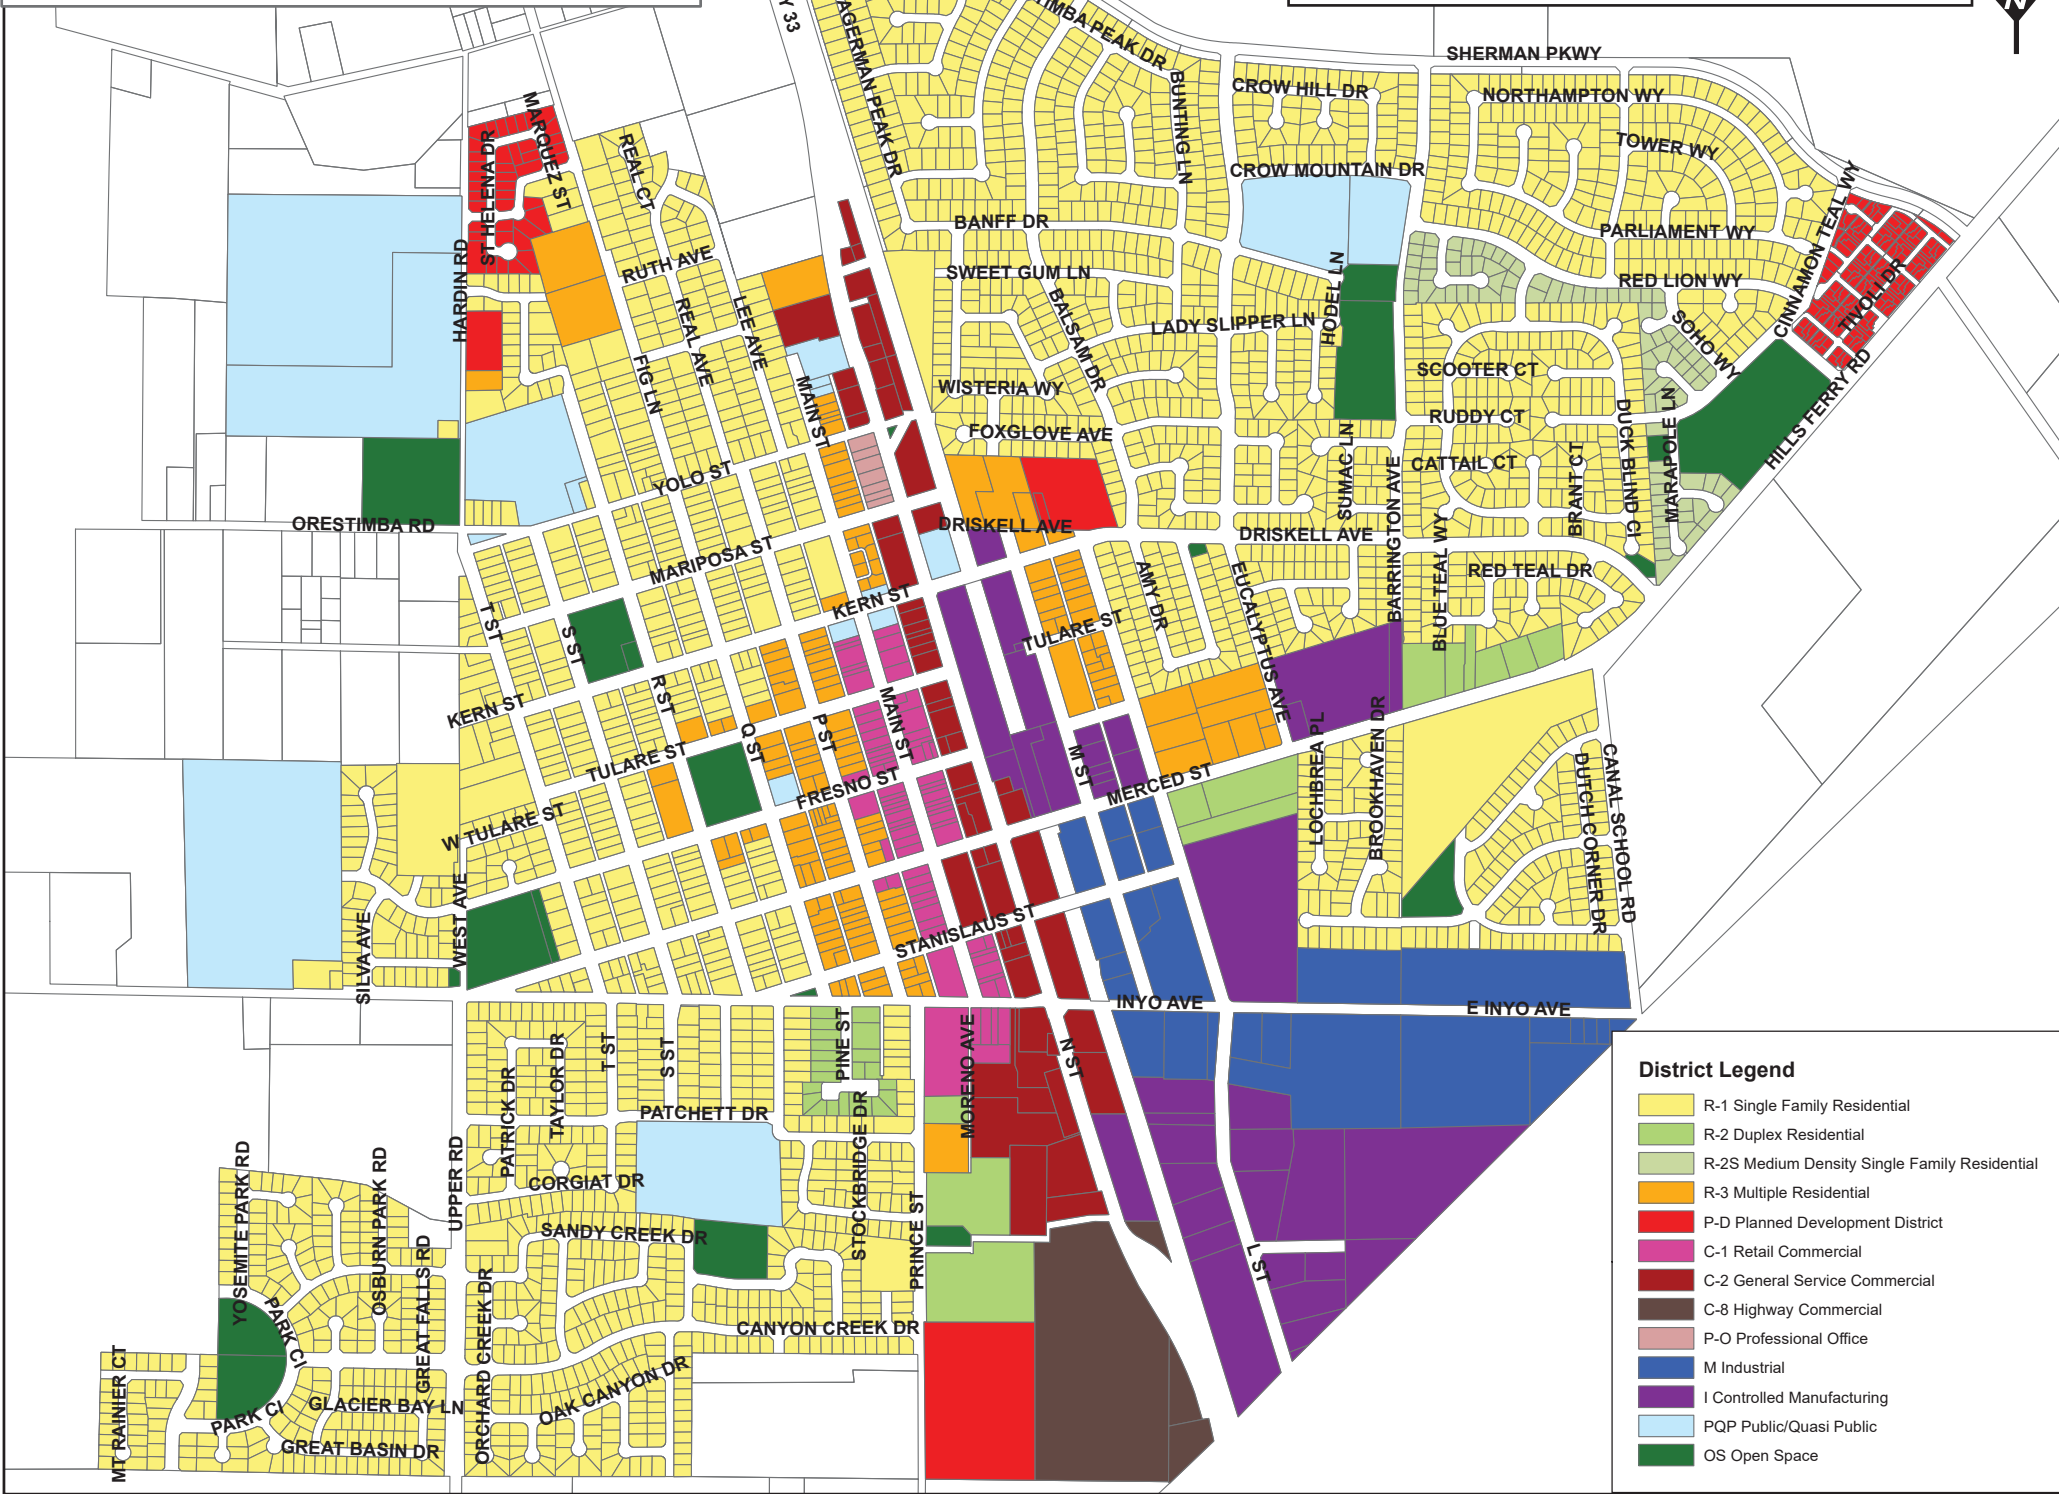 Y 33
AGERMAN PEAK DR
TIMBA PEAK DR
N
SHERMAN PKWY
BUNTING LN
CROW HILL DR
NORTHAMPTON WY
MARQUEZ ST
ST HELENA DR
REAL CT
TOWER WY
CROW MOUNTAIN DR
CINNAMON TEAL WY
BANFF DR
PARLIAMENT WY
HARDIN RD
RUTH AVE
SWEET GUM LN
HODEL LN
RED LION WY
TIVOLI DR
REAL AVE
LEE AVE
BALSAM DR
LADY SLIPPER LN
SOHO WY
FIG LN
MAIN ST
WISTERIA WY
SCOOTER CT
HILLS FERRY RD
FOXGLOVE AVE
RUDDY CT
DUCK BLIND CI
MARAPOLE LN
YOLO ST
SUMAC LN
BARRINGTON AVE
CATTAIL CT
BRANT CT
ORESTIMBA RD
DRISKELL AVE
DRISKELL AVE
MARIPOSA ST
BLUE TEAL WY
RED TEAL DR
T ST
S ST
KERN ST
TULARE ST
AMY DR
EUCALYPTUS AVE
KERN ST
R ST
Q ST
P ST
MAIN ST
TULARE ST
FRESNO ST
M ST
MERCED ST
LOCHBREA PL
BROOKHAVEN DR
DUTCH CORNER DR
CANAL SCHOOL RD
W TULARE ST
WEST AVE
SILVA AVE
STANISLAUS ST
INYO AVE
E INYO AVE
PATRICK DR
TAYLOR DR
T ST
S ST
PINE ST
MORENO AVE
N ST
PATCHETT DR
STOCKBRIDGE DR
YOSEMITE PARK RD
OSBURN PARK RD
UPPER RD
CORGIAT DR
SANDY CREEK DR
PRINCE ST
L ST
GREAT FALLS RD
ORCHARD CREEK DR
PARK CI
CANYON CREEK DR
MT RAINIER CT
PARK CI
GLACIER BAY LN
OAK CANYON DR
GREAT BASIN DR
District Legend
R-1 Single Family Residential
R-2 Duplex Residential
R-2S Medium Density Single Family Residential
R-3 Multiple Residential
P-D Planned Development District
C-1 Retail Commercial
C-2 General Service Commercial
C-8 Highway Commercial
P-O Professional Office
M Industrial
I Controlled Manufacturing
PQP Public/Quasi Public
OS Open Space